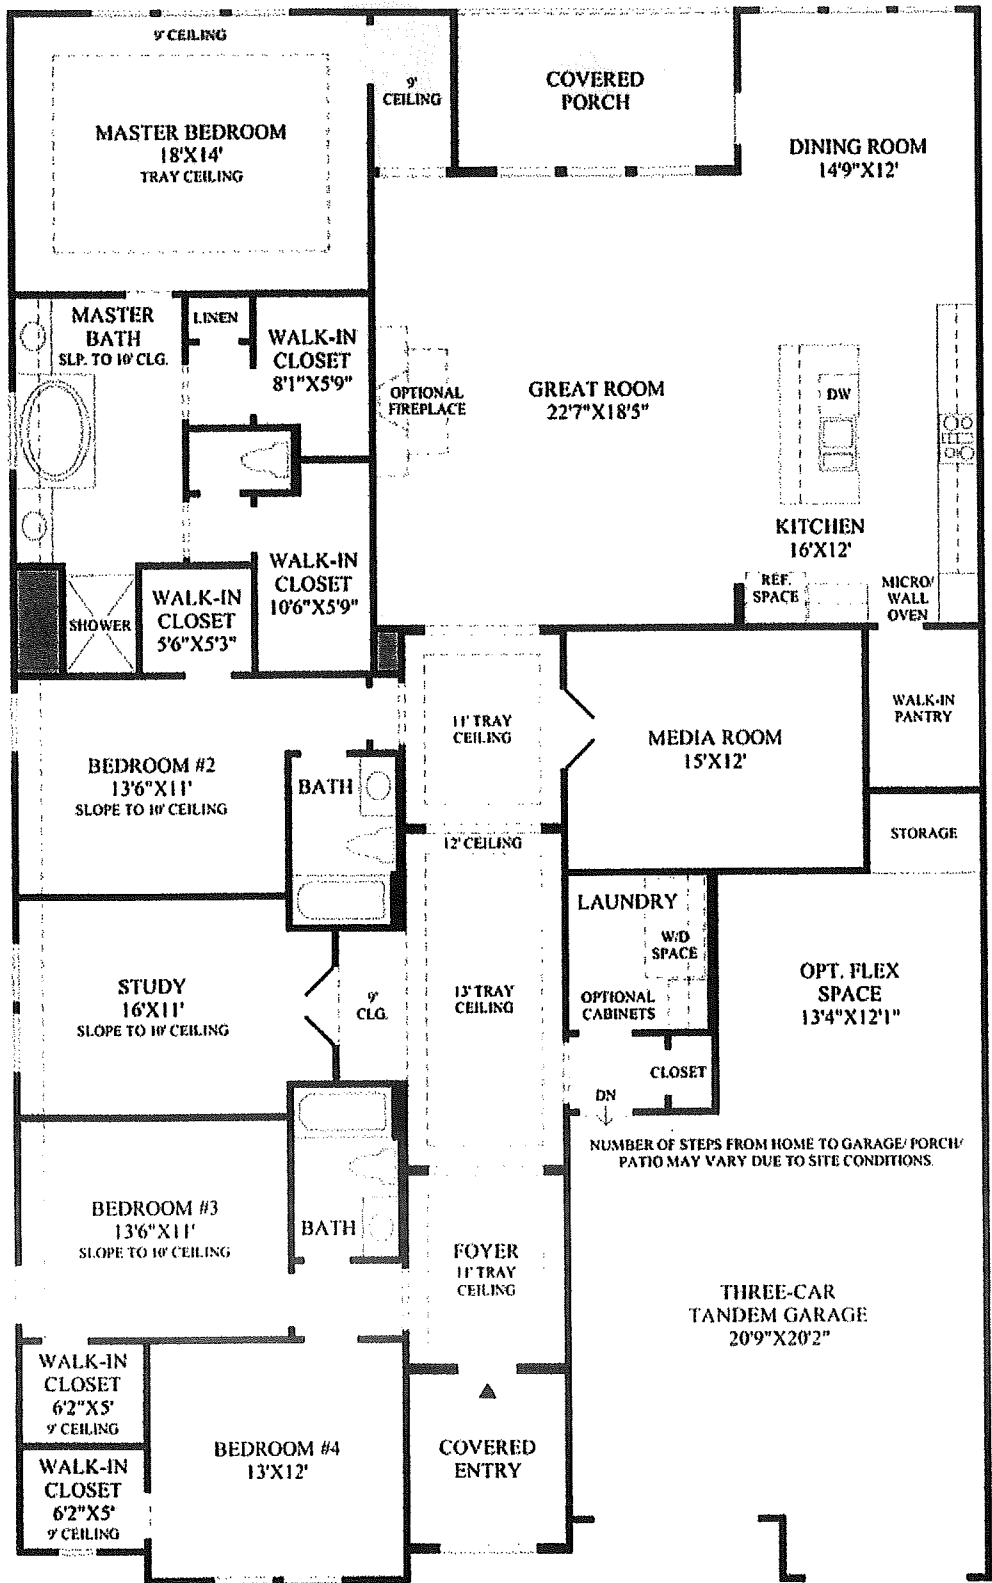 9' CEILING
MASTER BEDROOM
18'X14'
TRAY CEILING
9'
CEILING
COVERED
PORCH
DINING ROOM
14'9"X12'
MASTER
BATH
SLP. TO 10' CLG.
LINEN
WALK-IN
CLOSET
8'1"X5'9"
OPTIONAL
FIREPLACE
GREAT ROOM
22'7"X18'5"
DW
KITCHEN
16'X12'
REF.
SPACE
MICRO/
WALL
OVEN
WALK-IN
CLOSET
10'6"X5'9"
SHOWER
WALK-IN
CLOSET
5'6"X5'3"
11' TRAY
CEILING
MEDIA ROOM
15'X12'
WALK-IN
PANTRY
BEDROOM #2
13'6"X11'
SLOPE TO 10' CEILING
BATH
12' CEILING
STORAGE
LAUNDRY
W/D
SPACE
OPTIONAL
CABINETS
OPT. FLEX
SPACE
13'4"X12'1"
STUDY
16'X11'
SLOPE TO 10' CEILING
9'
CLG.
13' TRAY
CEILING
CLOSET
DN
NUMBER OF STEPS FROM HOME TO GARAGE/ PORCH/
PATIO MAY VARY DUE TO SITE CONDITIONS.
BEDROOM #3
13'6"X11'
SLOPE TO 10' CEILING
BATH
FOYER
11' TRAY
CEILING
THREE-CAR
TANDEM GARAGE
20'9"X20'2"
WALK-IN
CLOSET
6'2"X5'
9' CEILING
BEDROOM #4
13'X12'
COVERED
ENTRY
WALK-IN
CLOSET
6'2"X5'
9' CEILING